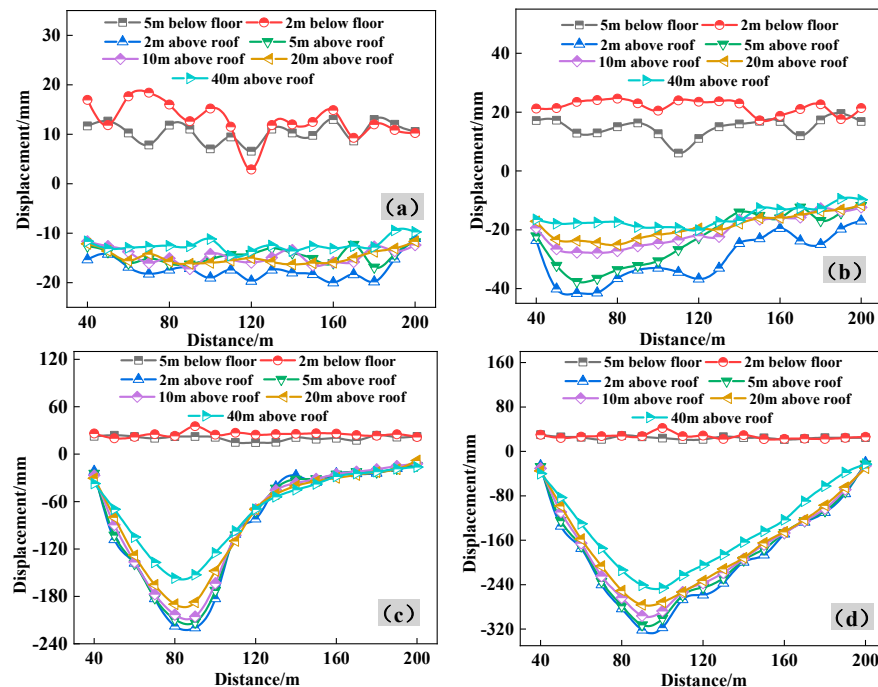 5m below floor 2m below floor
2m above roof 5m above roof
10m above roof 20m above roof
40m above roof
Displacement/mm
30
20
10
0
-10
-20
40 80 120 160 200
Distance/m
(a)
5m below floor 2m below floor
2m above roof 5m above roof
10m above roof 20m above roof
40m above roof
Displacement/mm
40
20
0
-20
-40
40 80 120 160 200
Distance/m
(b)
5m below floor 2m below floor
2m above roof 5m above roof
10m above roof 20m above roof
40m above roof
Displacement/mm
120
60
0
-60
-120
-180
-240
40 80 120 160 200
Distance/m
(c)
5m below floor 2m below floor
2m above roof 5m above roof
10m above roof 20m above roof
40m above roof
Displacement/mm
160
80
0
-80
-160
-240
-320
40 80 120 160 200
Distance/m
(d)